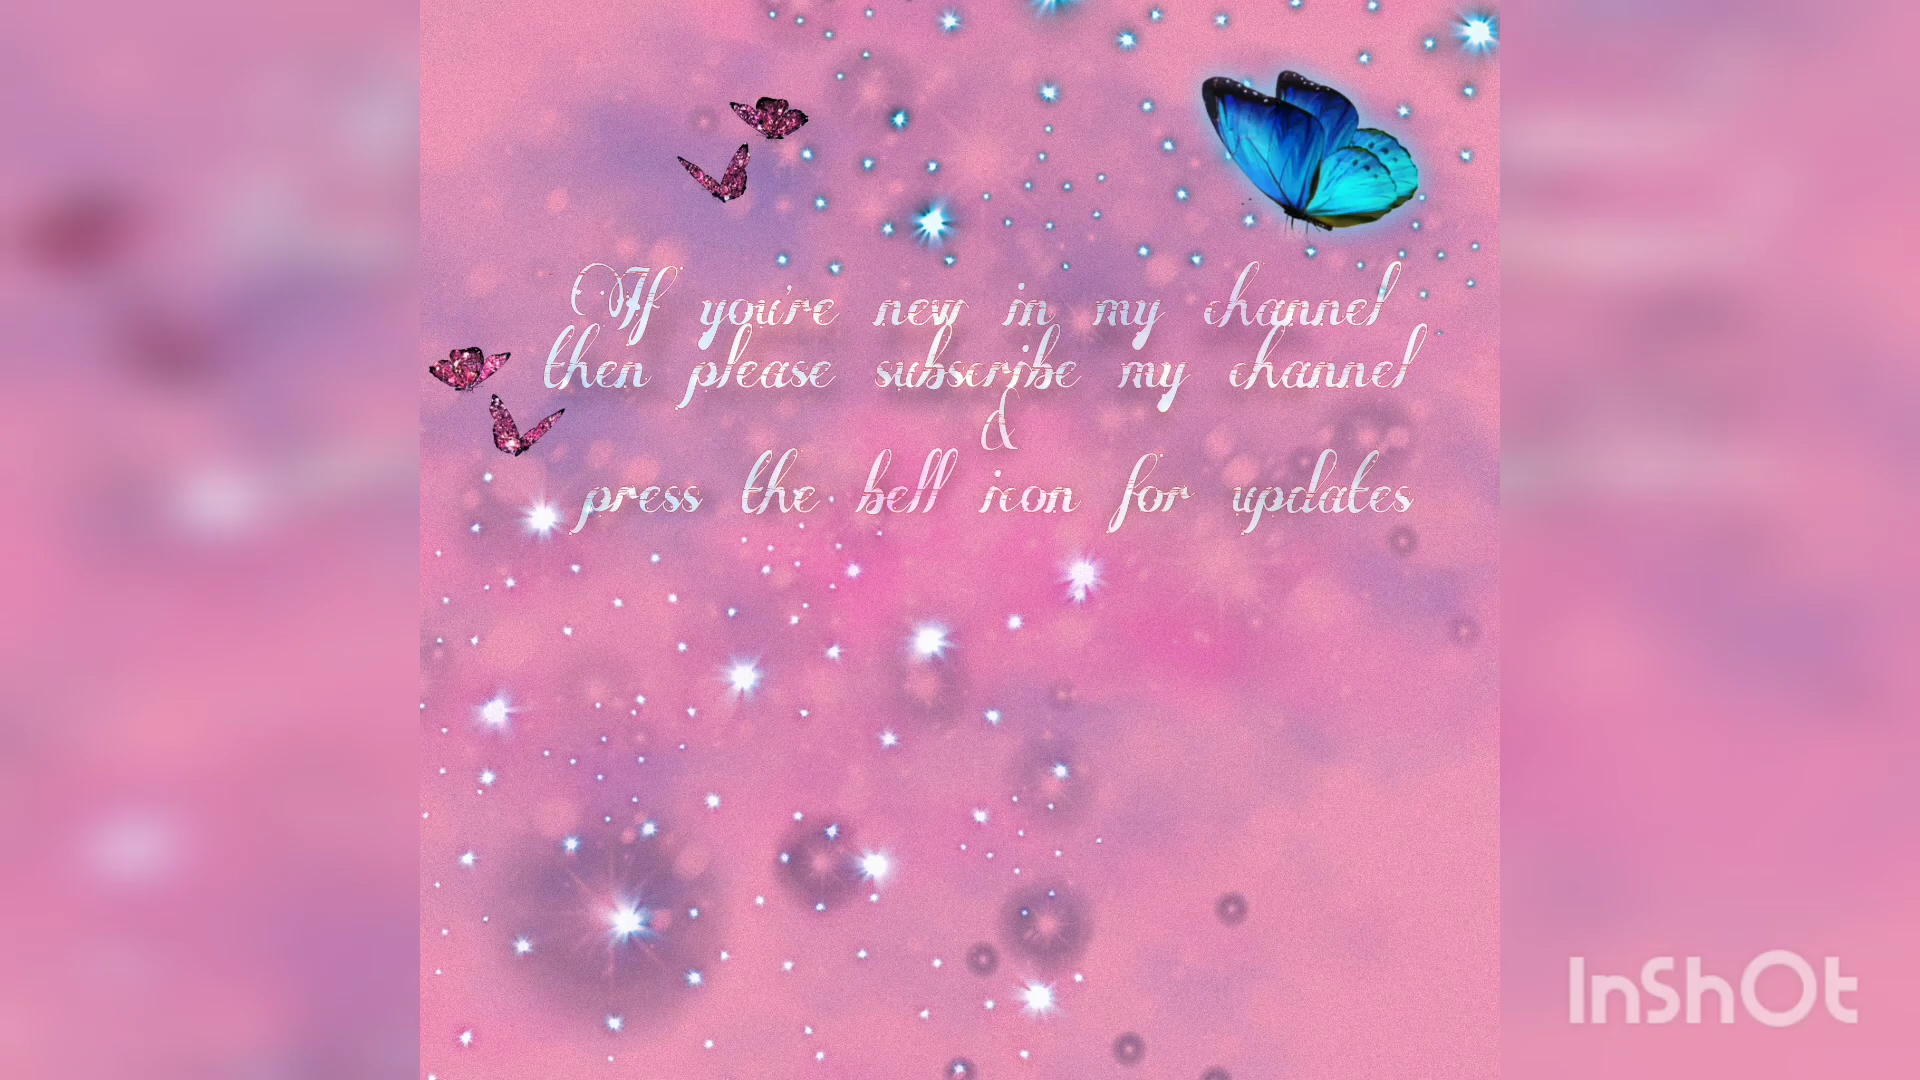 If you're new in my channel
then please subscribe my channel
&
press the bell icon for updates
InShOt